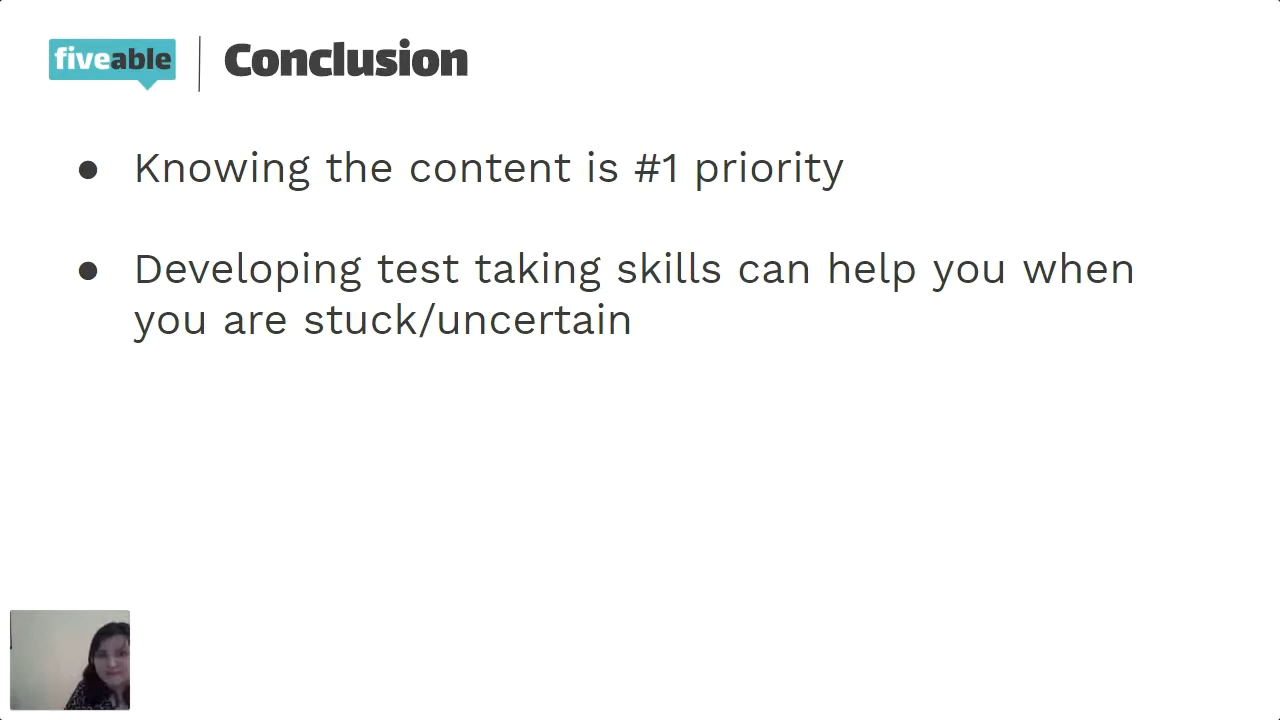 fiveable
Conclusion
● Knowing the content is #1 priority
● Developing test taking skills can help you when
you are stuck/uncertain